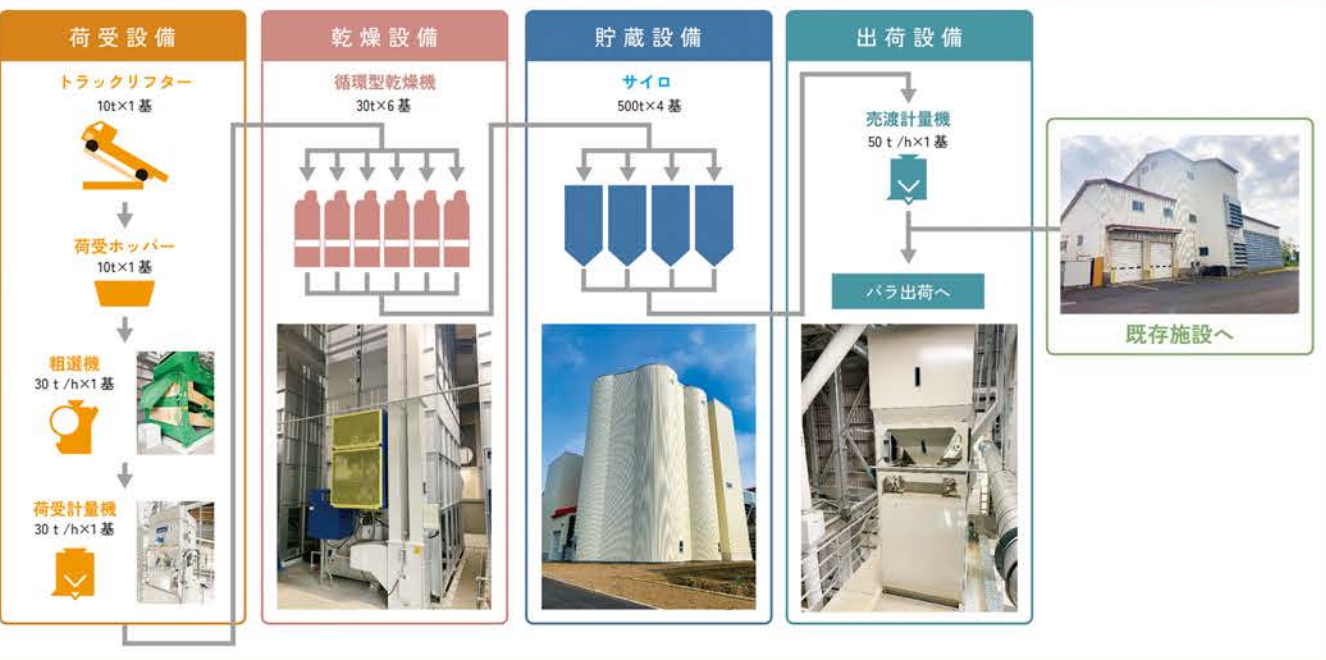 荷受設備
トラックリフター
10t×1基
荷受ホッパー
10t×1基
粗選機
30t/h×1基
荷受計量機
30t/h×1基
乾燥設備
循環型乾燥機
30t×6基
貯蔵設備
サイロ
500t×4基
出荷設備
売渡計量機
50t/h×1基
バラ出荷へ
既存施設へ